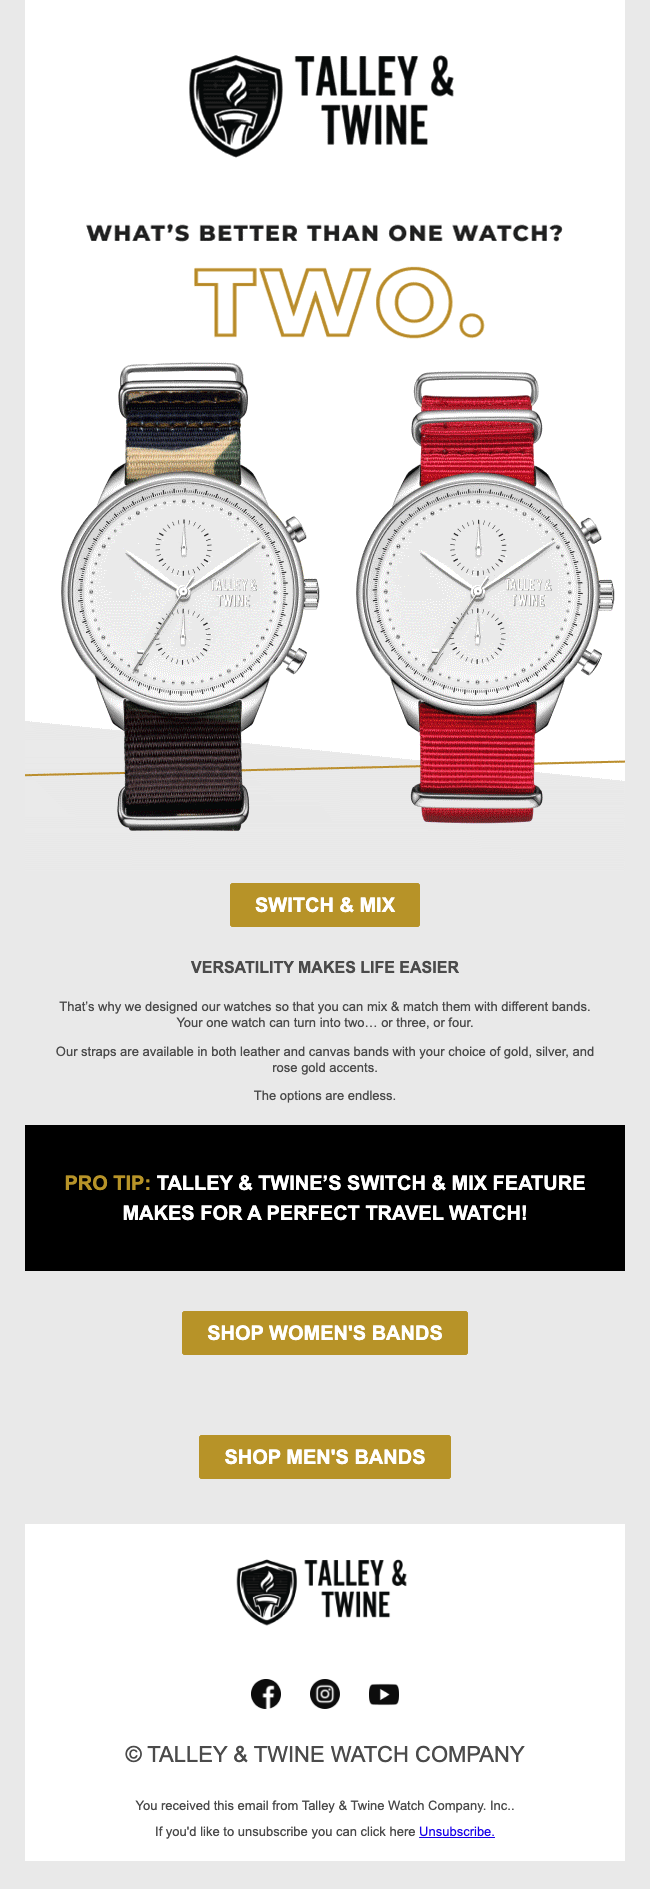 TALLEY &
TWINE
WHAT'S BETTER THAN ONE WATCH?
TWO.
TALLEY &
TWINE
TALLEY &
TWINE
SWITCH & MIX
VERSATILITY MAKES LIFE EASIER
That's why we designed our watches so that you can mix & match them with different bands.
Your one watch can turn into two… or three, or four.
Our straps are available in both leather and canvas bands with your choice of gold, silver, and
rose gold accents.
The options are endless.
PRO TIP: TALLEY & TWINE'S SWITCH & MIX FEATURE
MAKES FOR A PERFECT TRAVEL WATCH!
SHOP WOMEN'S BANDS
SHOP MEN'S BANDS
TALLEY &
TWINE
© TALLEY & TWINE WATCH COMPANY
You received this email from Talley & Twine Watch Company. Inc..
If you'd like to unsubscribe you can click here Unsubscribe.